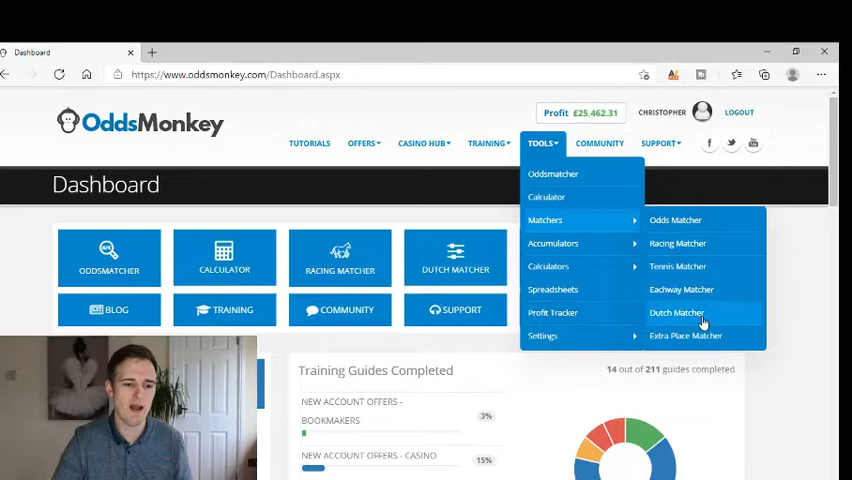 Dashboard
https://www.oddsmonkey.com/Dashboard.aspx
OddsMonkey
Profit £25,462.31
CHRISTOPHER
LOGOUT
TUTORIALS
OFFERS
CASINO HUB
TRAINING
TOOLS
COMMUNITY
SUPPORT
Dashboard
Oddsmatcher
Calculator
Matchers
Accumulators
Calculators
Spreadsheets
Profit Tracker
Settings
Odds Matcher
Racing Matcher
Tennis Matcher
Eachway Matcher
Dutch Matcher
Extra Place Matcher
ODDSMATCHER
CALCULATOR
RACING MATCHER
DUTCH MATCHER
BLOG
TRAINING
COMMUNITY
SUPPORT
Training Guides Completed
14 out of 211 guides completed
NEW ACCOUNT OFFERS -
BOOKMAKERS
3%
NEW ACCOUNT OFFERS - CASINO
15%